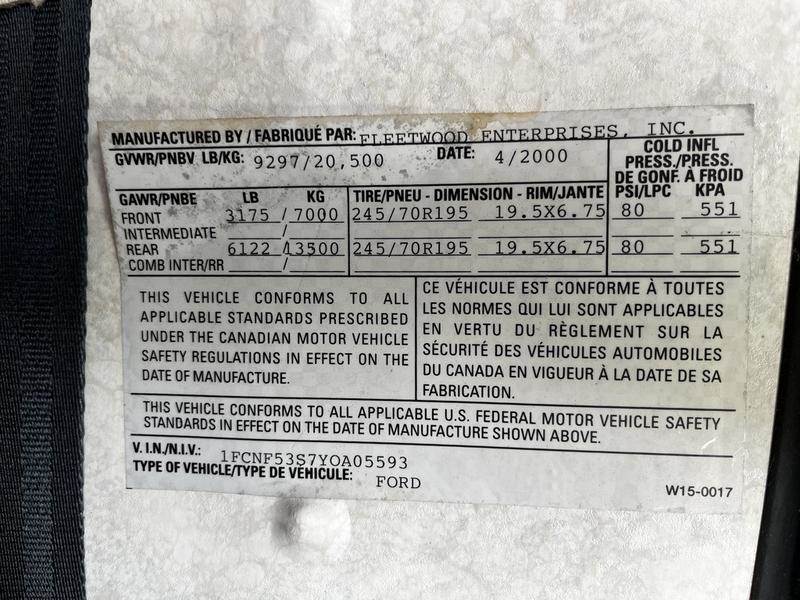 MANUFACTURED BY / FABRIQUÉ PAR: FLEETWOOD ENTERPRISES, INC.
GVWR/PNBV LB/KG: 9297/20,500 DATE: 4/2000
COLD INFL
PRESS./PRESS.
DE GONF. À FROID
GAWR/PNBE LB KG TIRE/PNEU - DIMENSION - RIM/JANTE PSI/LPC KPA
FRONT 3175 / 7000 245/70R195 19.5X6.75 80 551
INTERMEDIATE /
REAR 6122 /13500 245/70R195 19.5X6.75 80 551
COMB INTER/RR /
THIS VEHICLE CONFORMS TO ALL
APPLICABLE STANDARDS PRESCRIBED
UNDER THE CANADIAN MOTOR VEHICLE
SAFETY REGULATIONS IN EFFECT ON THE
DATE OF MANUFACTURE.
CE VÉHICULE EST CONFORME À TOUTES
LES NORMES QUI LUI SONT APPLICABLES
EN VERTU DU RÈGLEMENT SUR LA
SÉCURITÉ DES VÉHICULES AUTOMOBILES
DU CANADA EN VIGUEUR À LA DATE DE SA
FABRICATION.
THIS VEHICLE CONFORMS TO ALL APPLICABLE U.S. FEDERAL MOTOR VEHICLE SAFETY
STANDARDS IN EFFECT ON THE DATE OF MANUFACTURE SHOWN ABOVE.
V.I.N./N.I.V.: 1FCNF53S7YOA05593
TYPE OF VEHICLE/TYPE DE VÉHICULE: FORD
W15-0017